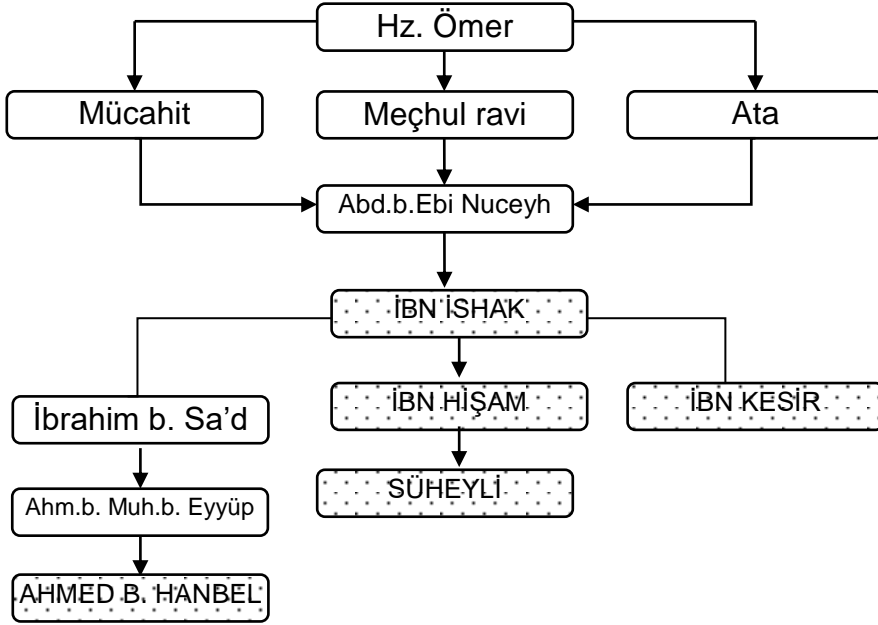 Hz. Ömer
Mücahit
Meçhul ravi
Ata
Abd.b.Ebi Nuceyh
İBN İSHAK
İbrahim b. Sa’d
İBN HİŞAM
İBN KESİR
Ahm.b. Muh.b. Eyyüp
SÜHEYLİ
AHMED B. HANBEL